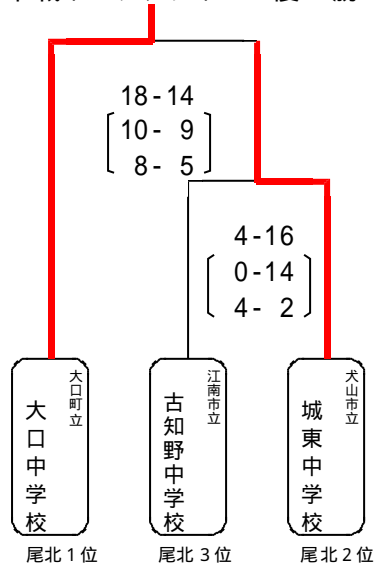 18-14
10- 9
8- 5
4-16
0-14
4- 2
大口町立
大口中学校
江南市立
古知野中学校
犬山市立
城東中学校
尾北1位
尾北3位
尾北2位